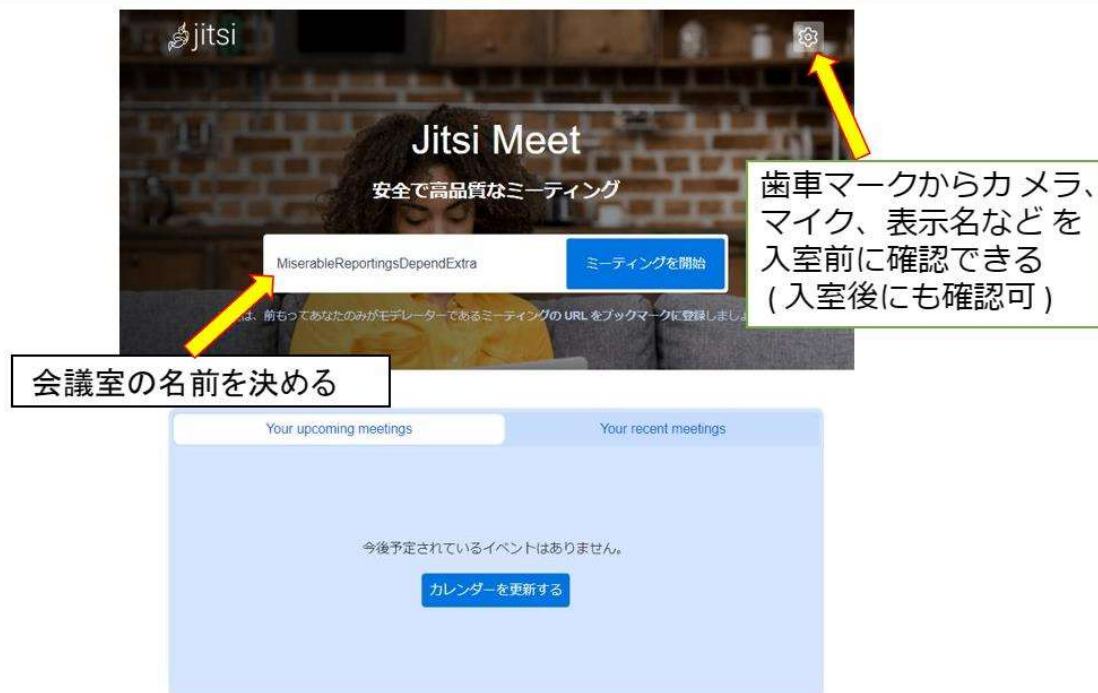 jitsi
Jitsi Meet
安全で高品質なミーティング
MiserableReportingsDependExtra
ミーティングを開始
は、前もってあなたのみがモデレーターであるミーティングの URL をブックマークに登録しましょ
歯車マークからカ メラ、
マイク、表示名など を
入室前に確認できる
( 入室後にも確認可 )
会議室の名前を決める
Your upcoming meetings
Your recent meetings
今後予定されているイベントはありません。
カレンダーを更新する